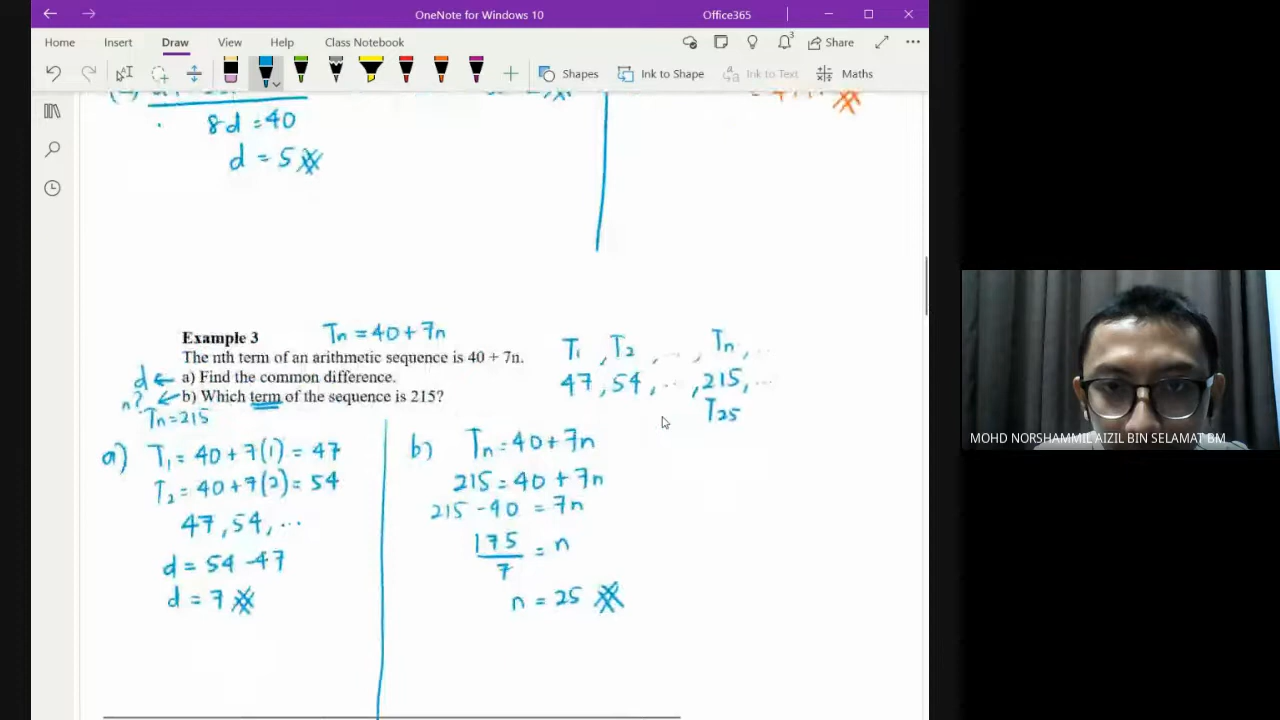 OneNote for Windows 10
Office365
Home Insert Draw View Help Class Notebook
3
Share
Shapes Ink to Shape Ink to Text Maths
8d = 40
d = 5
Example 3 Tn = 40 + 7n
The nth term of an arithmetic sequence is 40 + 7n.
d ← a) Find the common difference.
n? ← b) Which term of the sequence is 215?
Tn = 215
T1 , T2 , ... , Tn , ...
47 , 54 , ... , 215 , ...
T25
a) T1 = 40 + 7(1) = 47
T2 = 40 + 7(2) = 54
47 , 54 , ...
d = 54 - 47
d = 7
b) Tn = 40 + 7n
215 = 40 + 7n
215 - 40 = 7n
175/7 = n
n = 25
MOHD NORSHAMMIL AIZIL BIN SELAMAT BM